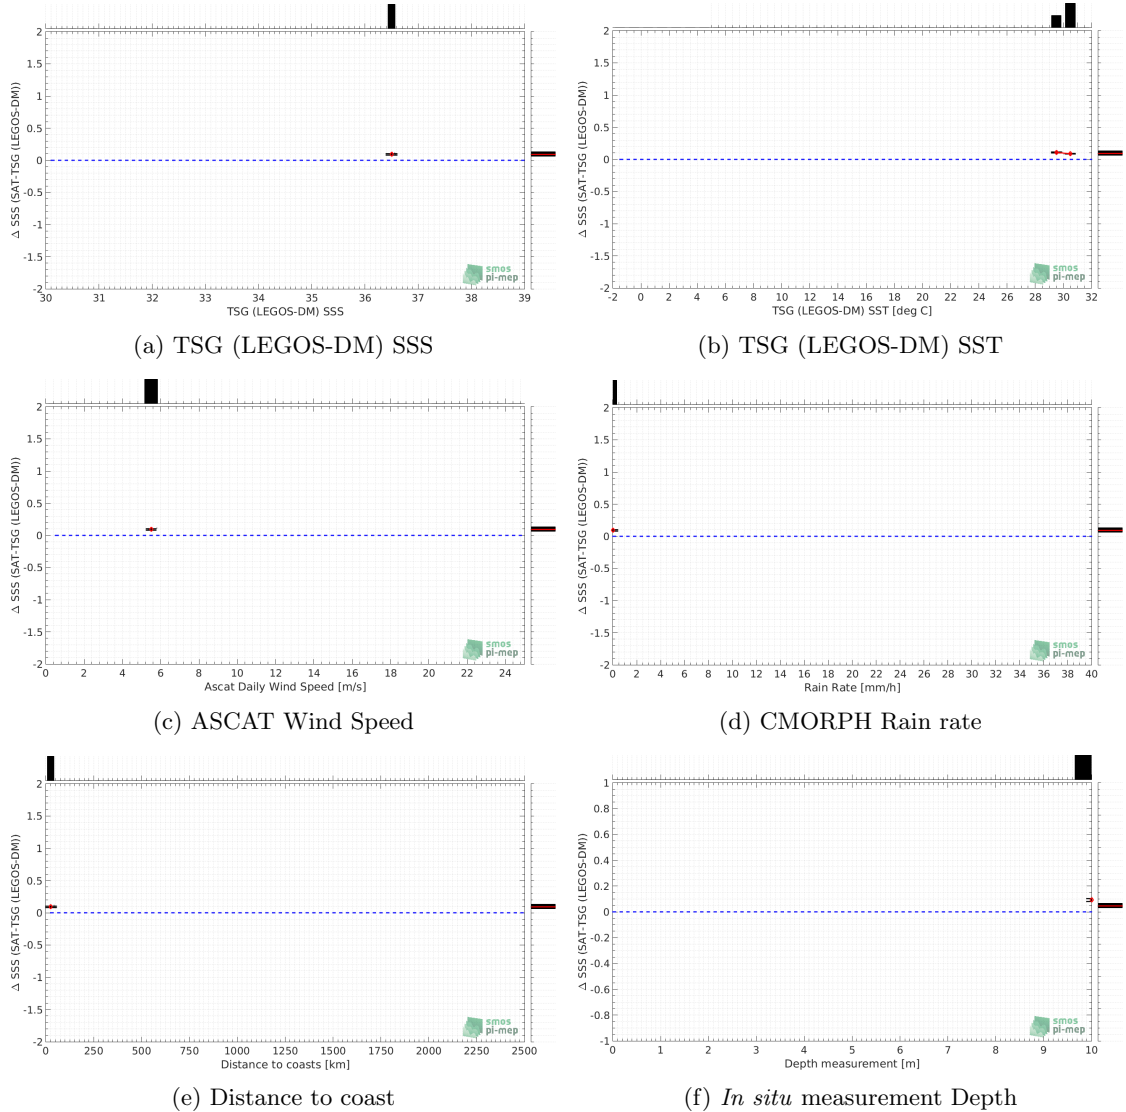 2
1.5
1
0.5
0
-0.5
-1
-1.5
-2
Δ SSS (SAT-TSG (LEGOS-DM))
30 31 32 33 34 35 36 37 38 39
TSG (LEGOS-DM) SSS
smos
pi-mep
(a) TSG (LEGOS-DM) SSS
2
1.5
1
0.5
0
-0.5
-1
-1.5
-2
Δ SSS (SAT-TSG (LEGOS-DM))
-2 0 2 4 6 8 10 12 14 16 18 20 22 24 26 28 30 32
TSG (LEGOS-DM) SST [deg C]
smos
pi-mep
(b) TSG (LEGOS-DM) SST
2
1.5
1
0.5
0
-0.5
-1
-1.5
-2
Δ SSS (SAT-TSG (LEGOS-DM))
0 2 4 6 8 10 12 14 16 18 20 22 24
Ascat Daily Wind Speed [m/s]
smos
pi-mep
(c) ASCAT Wind Speed
2
1.5
1
0.5
0
-0.5
-1
-1.5
-2
Δ SSS (SAT-TSG (LEGOS-DM))
0 2 4 6 8 10 12 14 16 18 20 22 24 26 28 30 32 34 36 38 40
Rain Rate [mm/h]
smos
pi-mep
(d) CMORPH Rain rate
2
1.5
1
0.5
0
-0.5
-1
-1.5
-2
Δ SSS (SAT-TSG (LEGOS-DM))
0 250 500 750 1000 1250 1500 1750 2000 2250 2500
Distance to coasts [km]
smos
pi-mep
(e) Distance to coast
1
0.8
0.6
0.4
0.2
0
-0.2
-0.4
-0.6
-0.8
-1
Δ SSS (SAT-TSG (LEGOS-DM))
0 1 2 3 4 5 6 7 8 9 10
Depth measurement [m]
smos
pi-mep
(f) In situ measurement Depth